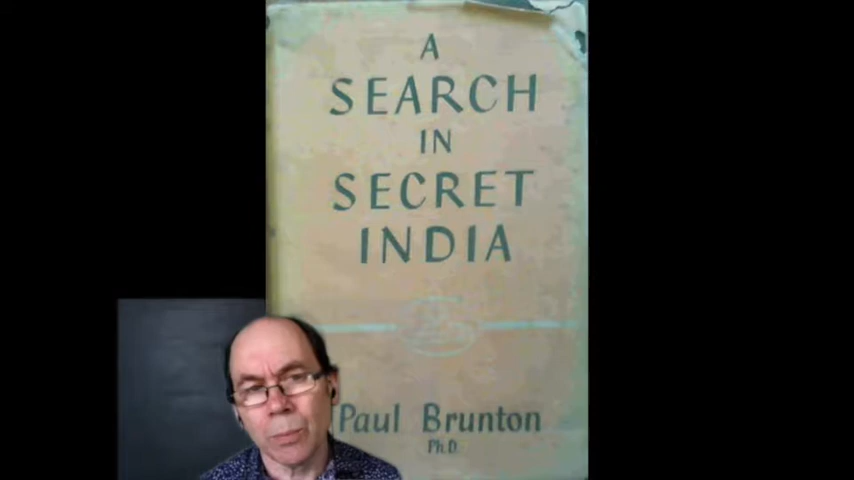 A
SEARCH
IN
SECRET
INDIA
Paul Brunton
Ph.D.